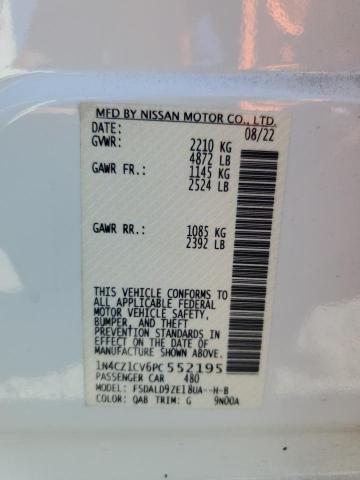 MFD BY NISSAN MOTOR CO., LTD.
DATE: 08/22
GVWR: 2210 KG
4872 LB
GAWR FR.: 1145 KG
2524 LB
GAWR RR.: 1085 KG
2392 LB
THIS VEHICLE CONFORMS TO
ALL APPLICABLE FEDERAL
MOTOR VEHICLE SAFETY,
BUMPER, AND THEFT
PREVENTION STANDARDS IN
EFFECT ON THE DATE OF
MANUFACTURE SHOWN ABOVE.
1N4CZ1CV6PC552195
PASSENGER CAR 480
MODEL: FSDALD9ZE18UA--H-B
COLOR: QAB TRIM: G 9N00A